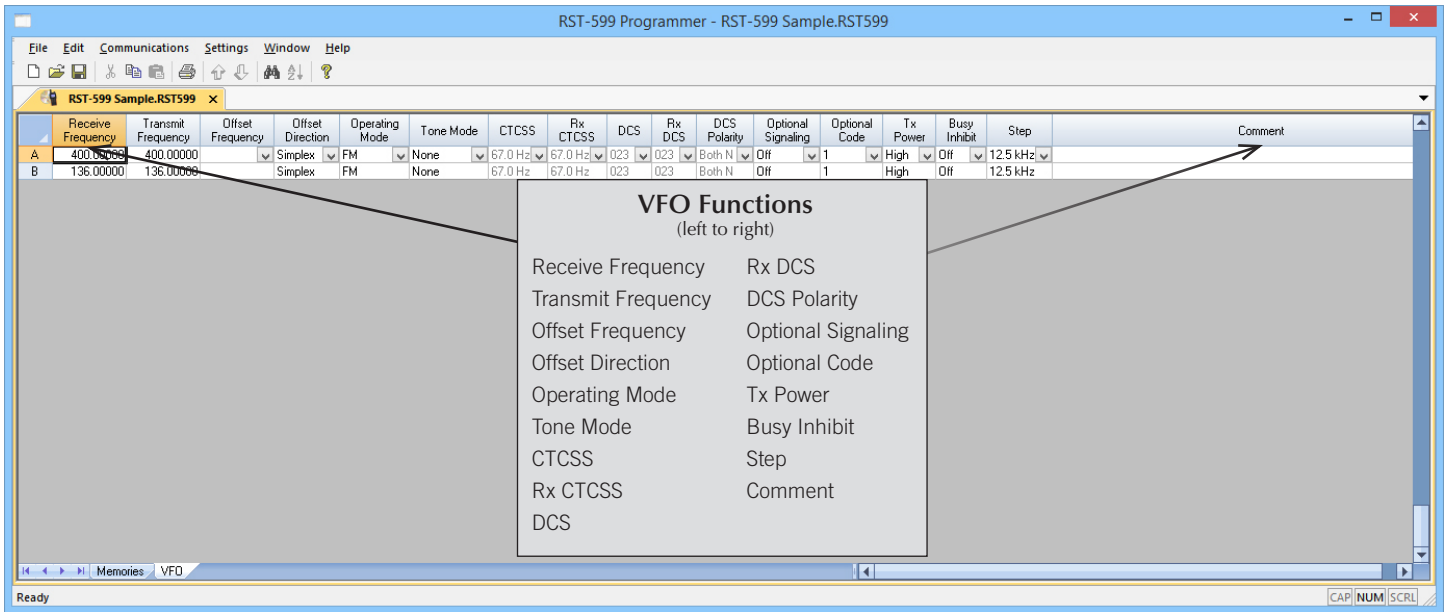 RST-599 Programmer - RST-599 Sample.RST599
File Edit Communications Settings Window Help
RST-599 Sample.RST599
Receive Frequency Transmit Frequency Offset Frequency Offset Direction Operating Mode Tone Mode CTCSS Rx CTCSS DCS Rx DCS DCS Polarity Optional Signaling Optional Code Tx Power Busy Inhibit Step Comment
A 400.00000 400.00000 Simplex FM None 67.0 Hz 67.0 Hz 023 023 Both N Off 1 High Off 12.5 kHz
B 136.00000 136.00000 Simplex FM None 67.0 Hz 67.0 Hz 023 023 Both N Off 1 High Off 12.5 kHz
VFO Functions
(left to right)
Receive Frequency
Transmit Frequency
Offset Frequency
Offset Direction
Operating Mode
Tone Mode
CTCSS
Rx CTCSS
DCS
Rx DCS
DCS Polarity
Optional Signaling
Optional Code
Tx Power
Busy Inhibit
Step
Comment
Memories VFO
Ready CAP NUM SCRL